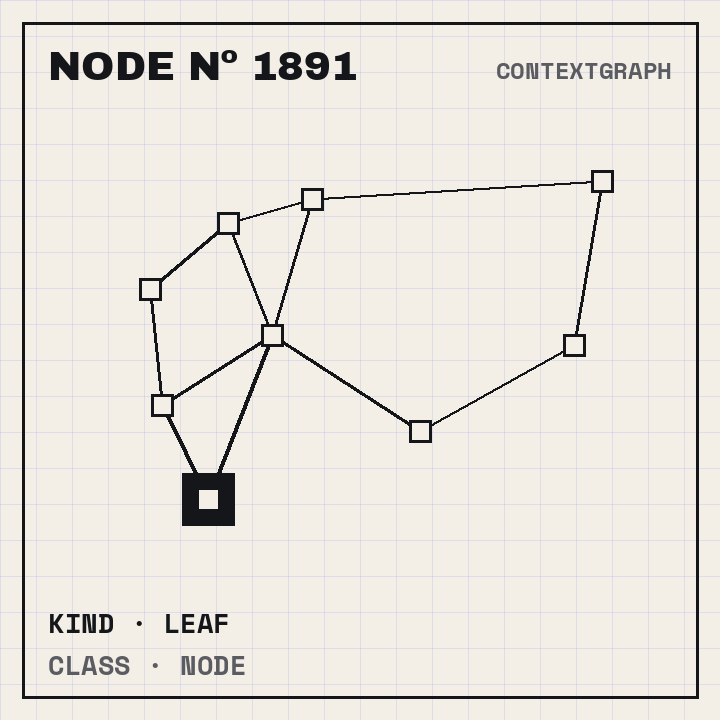 NODE Nº 1891
CONTEXTGRAPH
KIND · LEAF
CLASS · NODE